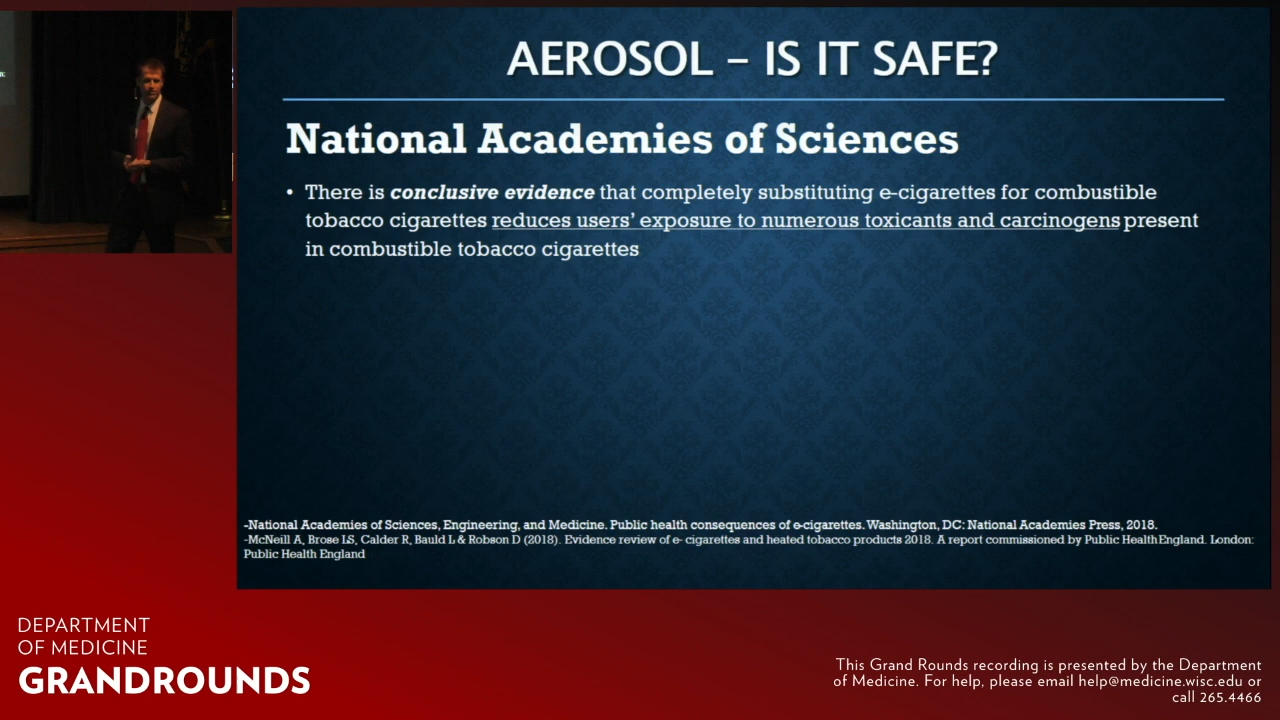 AEROSOL – IS IT SAFE?
National Academies of Sciences
• There is conclusive evidence that completely substituting e-cigarettes for combustible
tobacco cigarettes reduces users' exposure to numerous toxicants and carcinogens present
in combustible tobacco cigarettes
-National Academies of Sciences, Engineering, and Medicine. Public health consequences of e-cigarettes. Washington, DC: National Academies Press, 2018.
-McNeill A, Brose LS, Calder R, Bauld L & Robson D (2018). Evidence review of e- cigarettes and heated tobacco products 2018. A report commissioned by Public Health England. London:
Public Health England
DEPARTMENT
OF MEDICINE
GRANDROUNDS
This Grand Rounds recording is presented by the Department
of Medicine. For help, please email help@medicine.wisc.edu or
call 265.4466